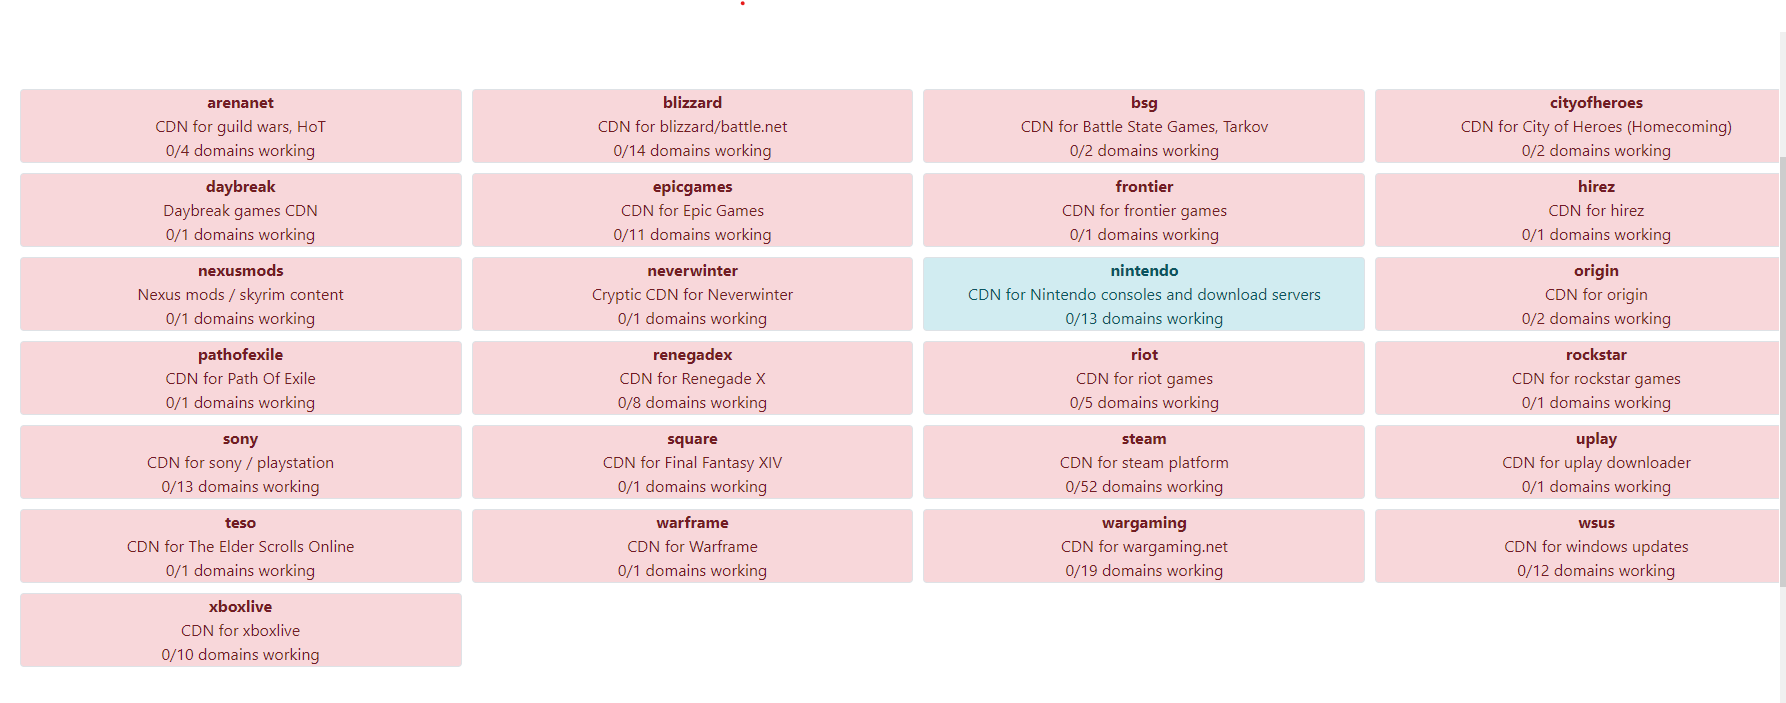 arenanet
CDN for guild wars, HoT
0/4 domains working
blizzard
CDN for blizzard/battle.net
0/14 domains working
bsg
CDN for Battle State Games, Tarkov
0/2 domains working
cityofheroes
CDN for City of Heroes (Homecoming)
0/2 domains working
daybreak
Daybreak games CDN
0/1 domains working
epicgames
CDN for Epic Games
0/11 domains working
frontier
CDN for frontier games
0/1 domains working
hirez
CDN for hirez
0/1 domains working
nexusmods
Nexus mods / skyrim content
0/1 domains working
neverwinter
Cryptic CDN for Neverwinter
0/1 domains working
nintendo
CDN for Nintendo consoles and download servers
0/13 domains working
origin
CDN for origin
0/2 domains working
pathofexile
CDN for Path Of Exile
0/1 domains working
renegadex
CDN for Renegade X
0/8 domains working
riot
CDN for riot games
0/5 domains working
rockstar
CDN for rockstar games
0/1 domains working
sony
CDN for sony / playstation
0/13 domains working
square
CDN for Final Fantasy XIV
0/1 domains working
steam
CDN for steam platform
0/52 domains working
uplay
CDN for uplay downloader
0/1 domains working
teso
CDN for The Elder Scrolls Online
0/1 domains working
warframe
CDN for Warframe
0/1 domains working
wargaming
CDN for wargaming.net
0/19 domains working
wsus
CDN for windows updates
0/12 domains working
xboxlive
CDN for xboxlive
0/10 domains working